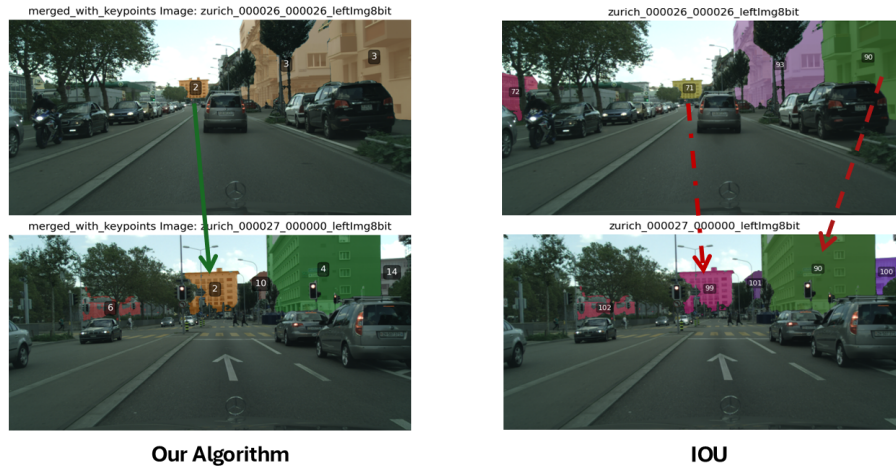 merged_with_keypoints Image: zurich_000026_000026_leftImg8bit
2
3
3
merged_with_keypoints Image: zurich_000027_000000_leftImg8bit
6
2
10
4
14
Our Algorithm
zurich_000026_000026_leftImg8bit
72
71
93
90
zurich_000027_000000_leftImg8bit
102
99
101
90
100
IOU